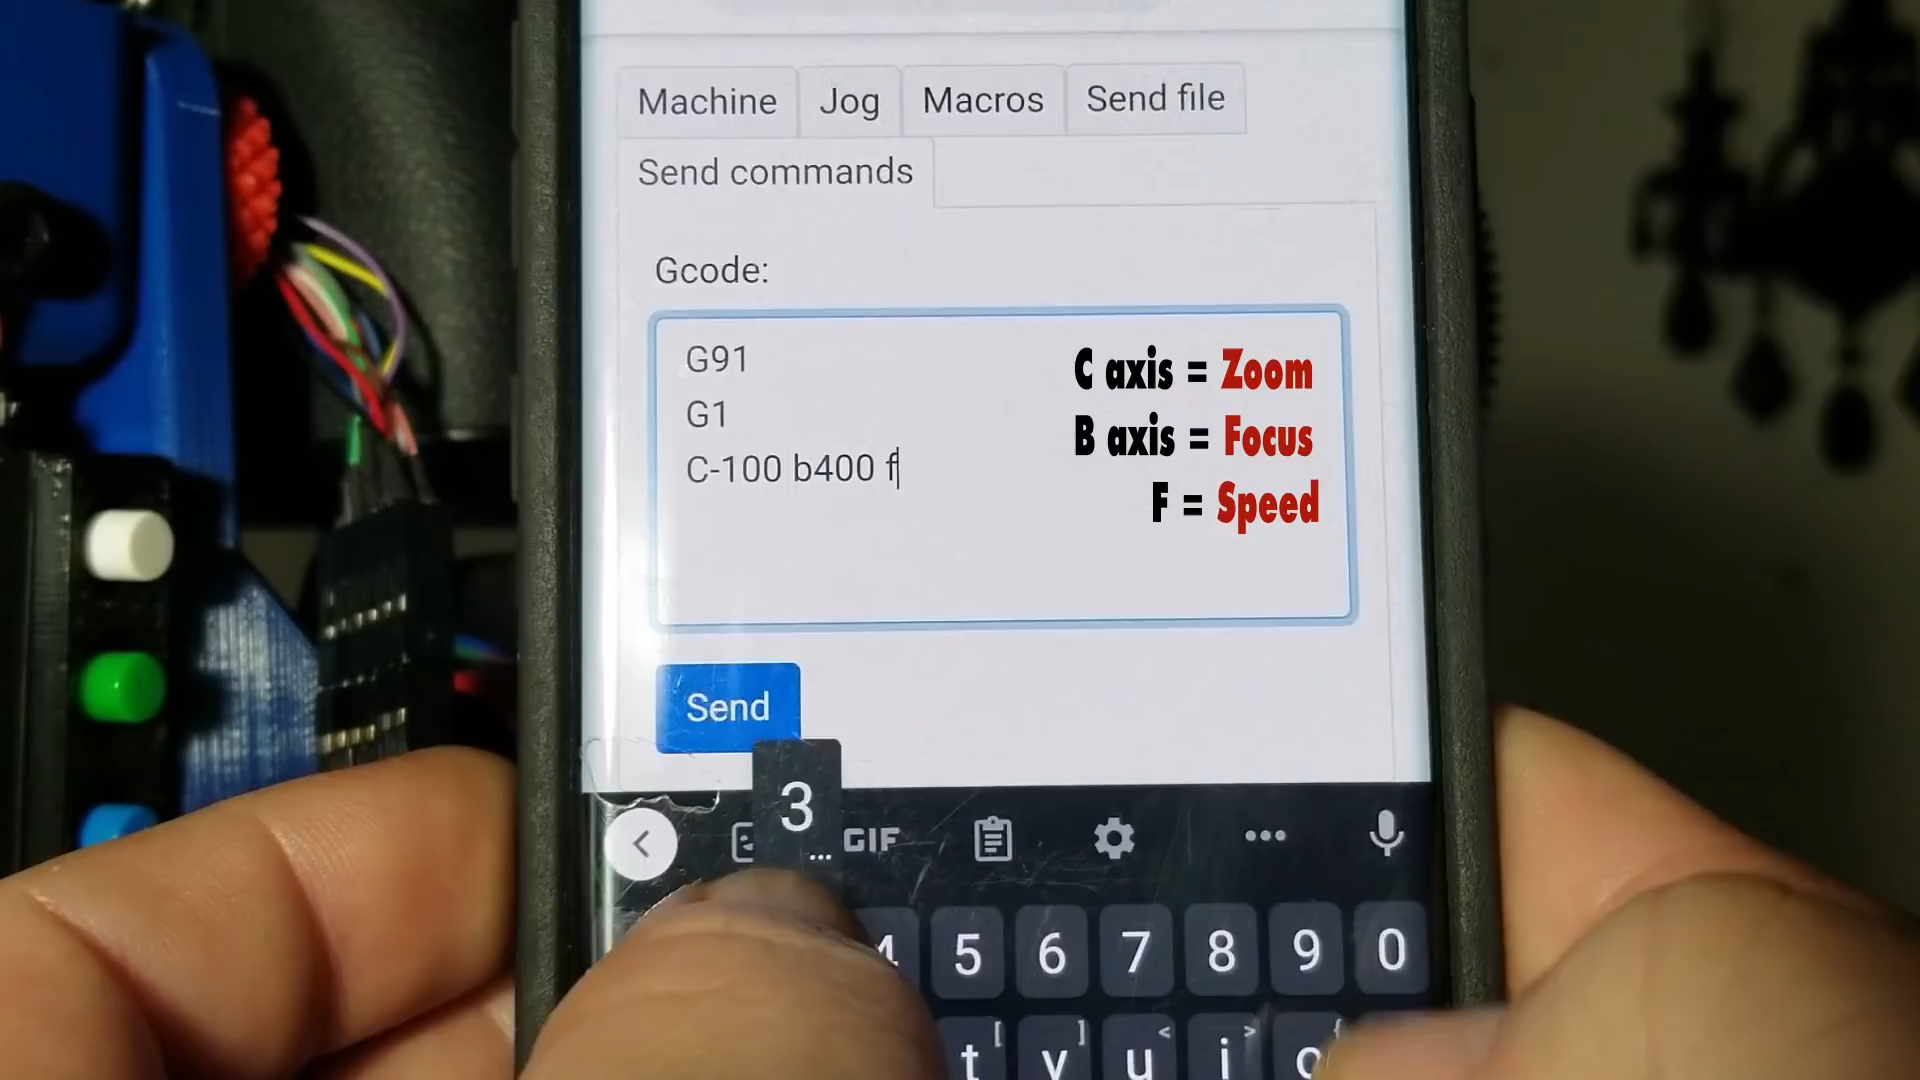 Machine Jog Macros Send file
Send commands
Gcode:
G91
G1
C-100 b400 f
C axis = Zoom
B axis = Focus
F = Speed
Send
3
GIF
5 6 7 8 9 0
[ ] < >
t y u i